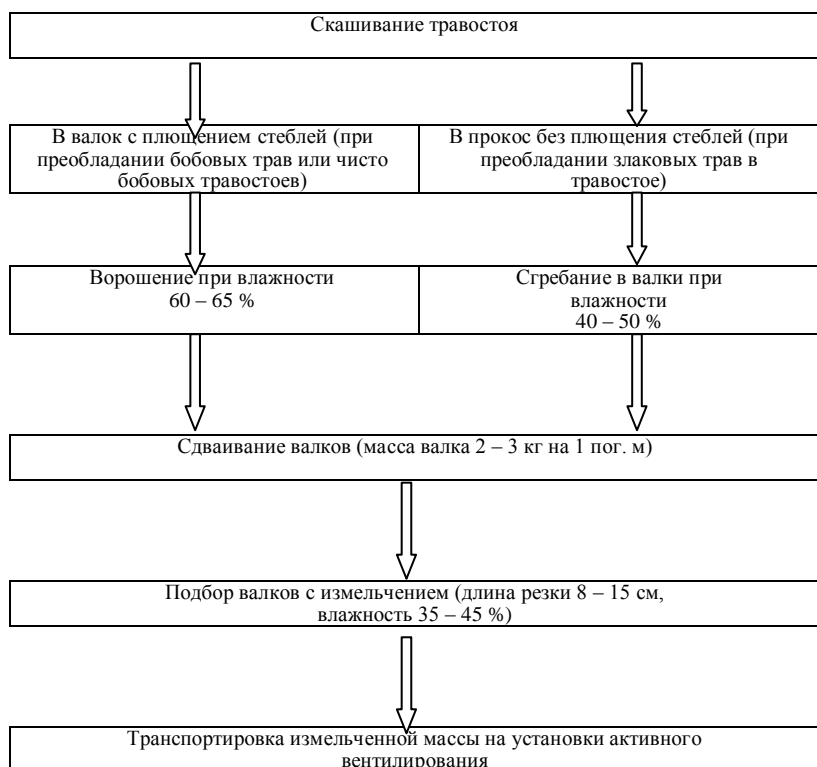 Скашивание травостоя
В валок с плющением стеблей (при
преобладании бобовых трав или чисто
бобовых травостоев)
В прокос без плющения стеблей (при
преобладании злаковых трав в
травостое)
Ворошение при влажности
60 – 65 %
Сгребание в валки при
влажности
40 – 50 %
Сдваивание валков (масса валка 2 – 3 кг на 1 пог. м)
Подбор валков с измельчением (длина резки 8 – 15 см,
влажность 35 – 45 %)
Транспортировка измельченной массы на установки активного
вентилирования